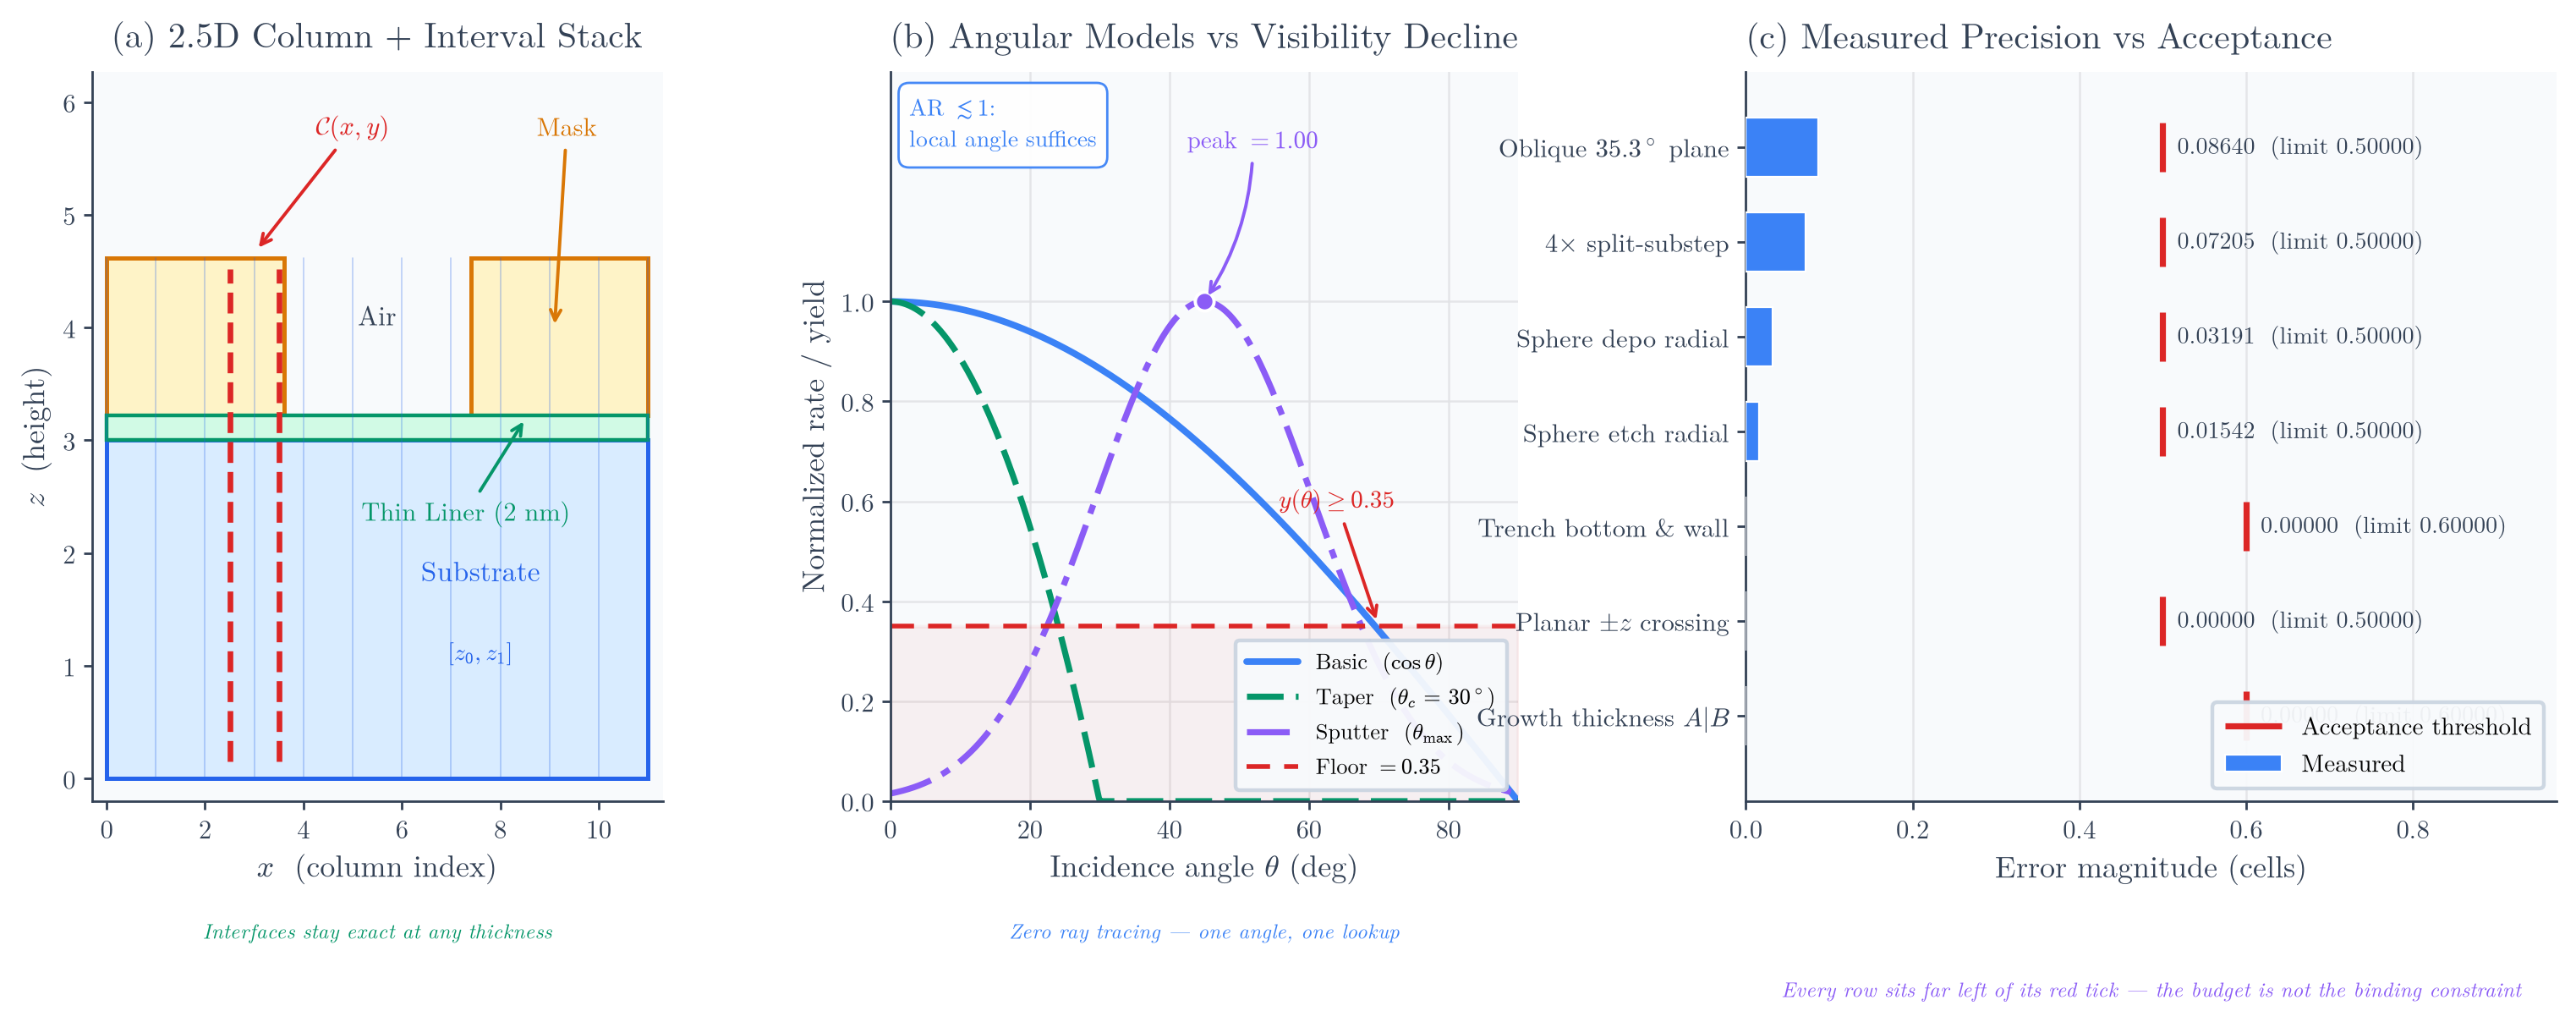 (a) 2.5D Column + Interval Stack
6
5
4
3
2
1
0
z (height)
𝒞(x, y)
Mask
Air
Thin Liner (2 nm)
Substrate
[z₀, z₁]
0 2 4 6 8 10
x (column index)
Interfaces stay exact at any thickness
(b) Angular Models vs Visibility Decline
AR ≲ 1:
local angle suffices
peak = 1.00
1.0
0.8
0.6
0.4
0.2
0.0
Normalized rate / yield
y(θ) ≥ 0.35
Basic (cos θ)
Taper (θ_c = 30°)
Sputter (θ_max)
Floor = 0.35
0 20 40 60 80
Incidence angle θ (deg)
Zero ray tracing — one angle, one lookup
(c) Measured Precision vs Acceptance
Oblique 35.3° plane 0.08640 (limit 0.50000)
4× split-substep 0.07205 (limit 0.50000)
Sphere depo radial 0.03191 (limit 0.50000)
Sphere etch radial 0.01542 (limit 0.50000)
Trench bottom & wall 0.00000 (limit 0.60000)
Planar ±z crossing 0.00000 (limit 0.50000)
Growth thickness A|B 0.00000 (limit 0.60000)
Acceptance threshold
Measured
0.0 0.2 0.4 0.6 0.8
Error magnitude (cells)
Every row sits far left of its red tick — the budget is not the binding constraint